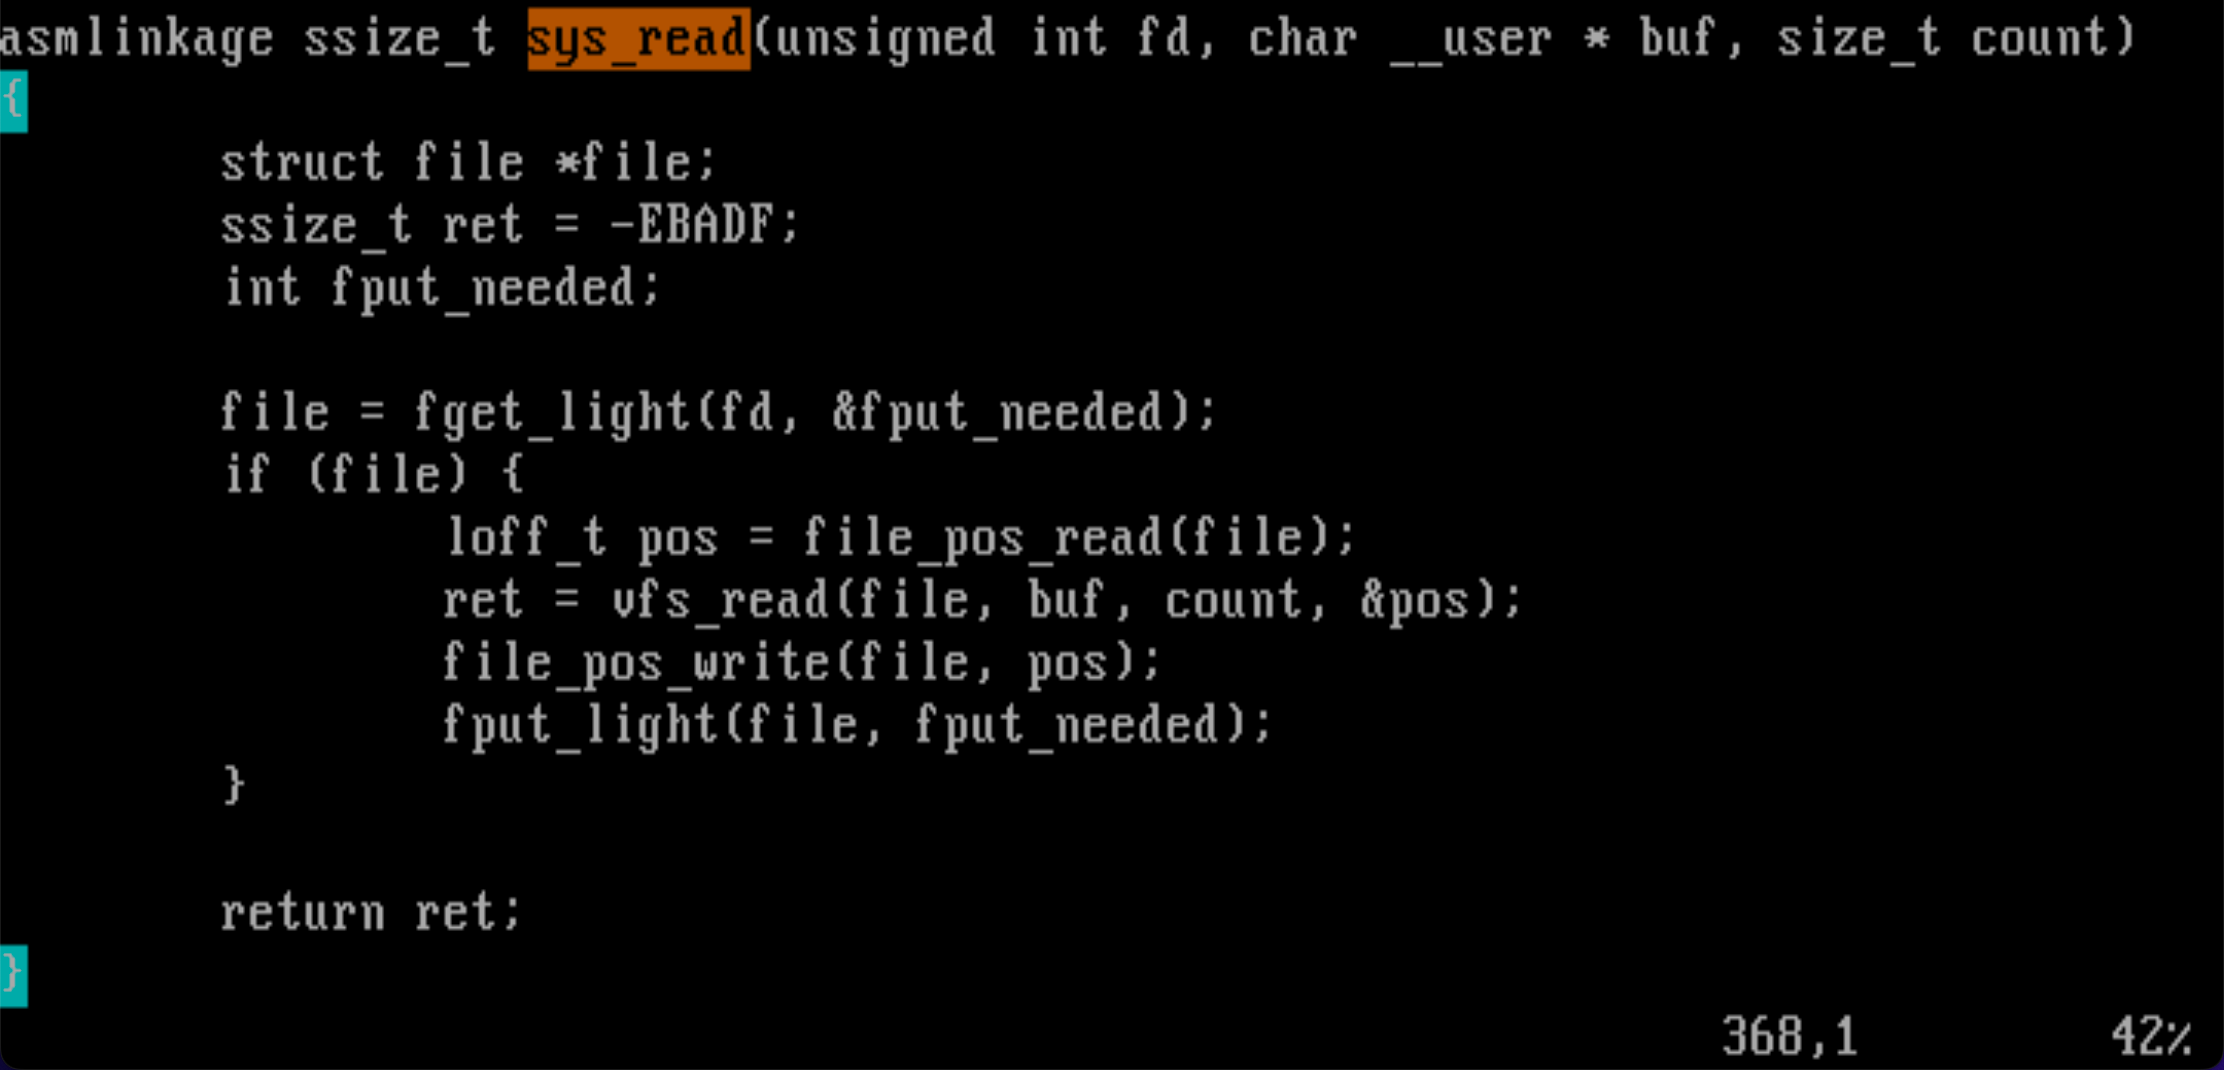 asmlinkage ssize_t sys_read(unsigned int fd, char __user * buf, size_t count)
{
        struct file *file;
        ssize_t ret = -EBADF;
        int fput_needed;

        file = fget_light(fd, &fput_needed);
        if (file) {
                loff_t pos = file_pos_read(file);
                ret = vfs_read(file, buf, count, &pos);
                file_pos_write(file, pos);
                fput_light(file, fput_needed);
        }

        return ret;
}
368,1 42%